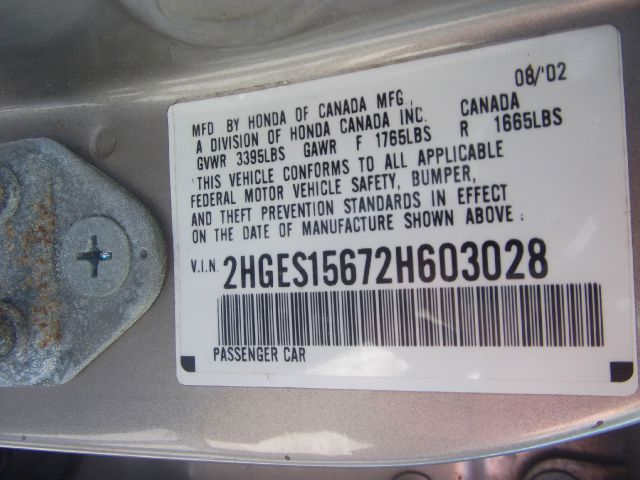 08/'02
MFD BY HONDA OF CANADA MFG., CANADA
A DIVISION OF HONDA CANADA INC.
GVWR 3395LBS GAWR F 1765LBS R 1665LBS
THIS VEHICLE CONFORMS TO ALL APPLICABLE
FEDERAL MOTOR VEHICLE SAFETY, BUMPER,
AND THEFT PREVENTION STANDARDS IN EFFECT
ON THE DATE OF MANUFACTURE SHOWN ABOVE.
V.I.N. 2HGES15672H603028
PASSENGER CAR